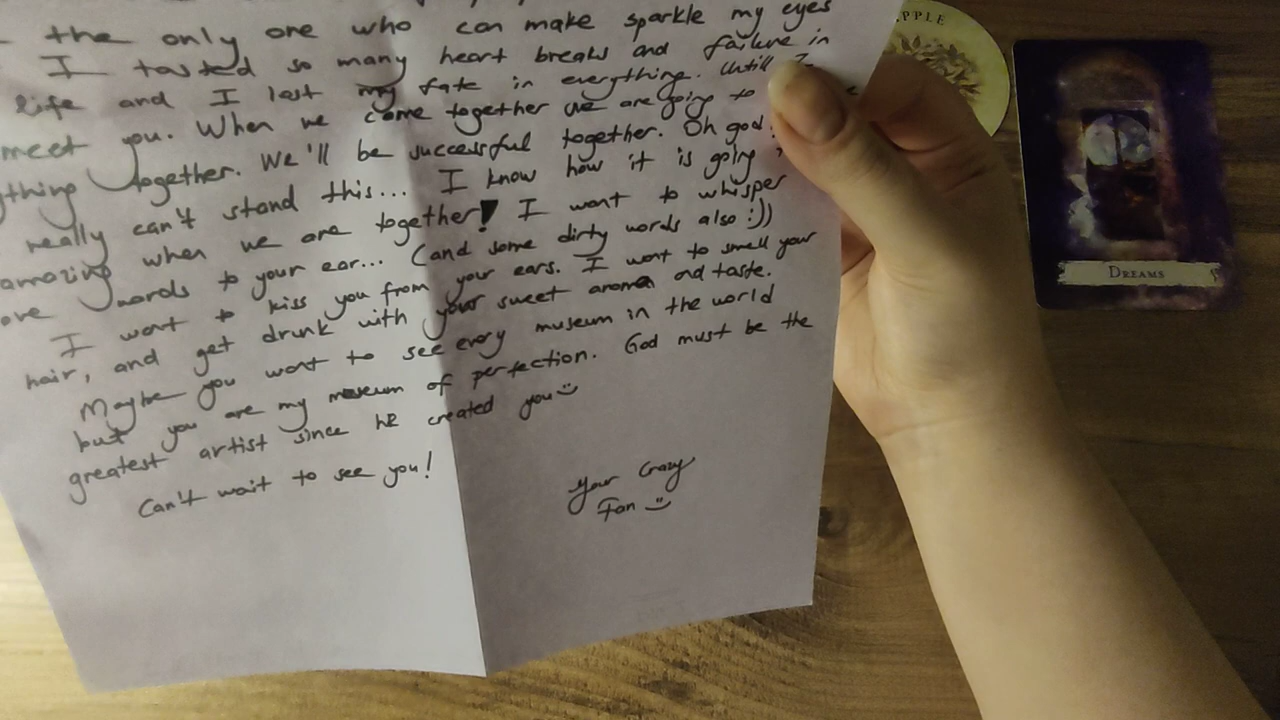 the only one who can make sparkle my eyes
I tasted so many heart breaks and failure in
life and I lost my fate in everything. Untill I
meet you. When we come together we are going to
together. We'll be successful together. Oh god
really can't stand this... I know how it is going
amazing when we are together! I want to whisper
words to your ear... (and some dirty words also :))
I want to kiss you from your ears. I want to smell your
hair, and get drunk with your sweet aroma and taste.
Maybe you want to see every museum in the world
but you are my museum of perfection. God must be the
greatest artist since he created you
Can't wait to see you!
Your Crazy
Fan
DREAMS